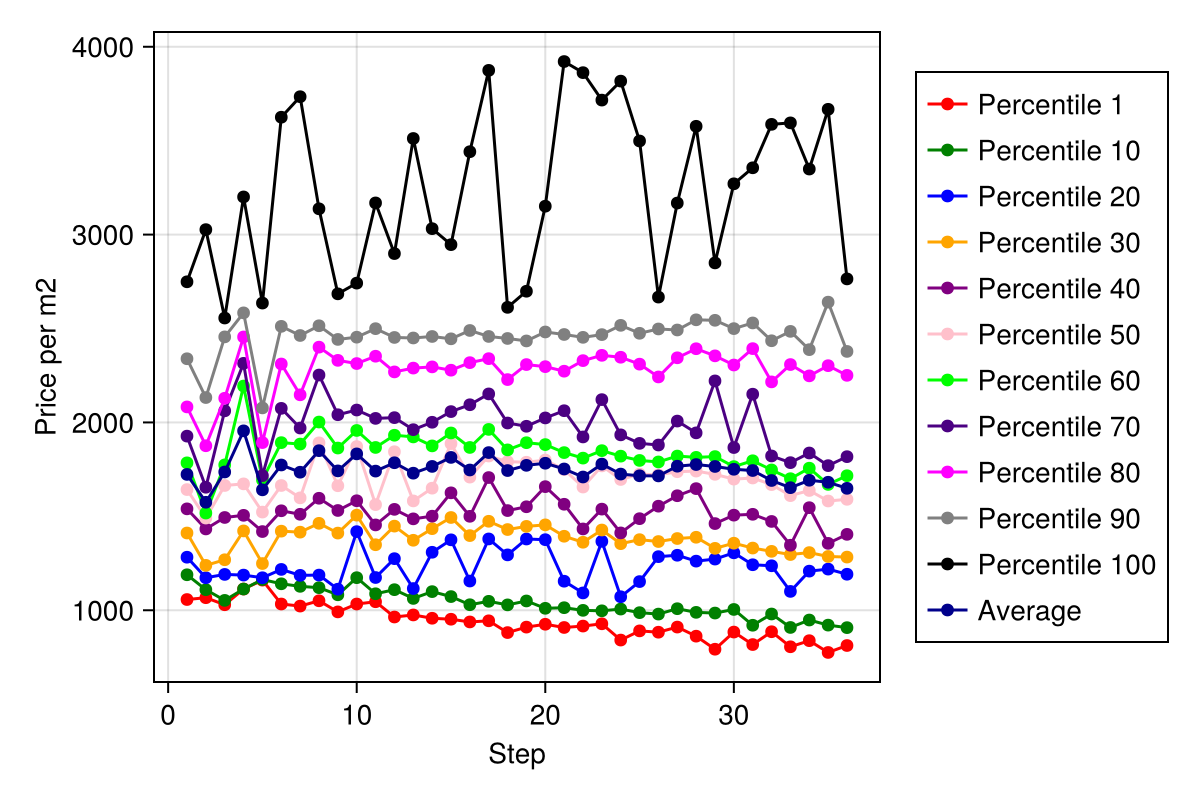 4000
3000
2000
1000
Price per m2
0
10
20
30
Step
Percentile 1
Percentile 10
Percentile 20
Percentile 30
Percentile 40
Percentile 50
Percentile 60
Percentile 70
Percentile 80
Percentile 90
Percentile 100
Average